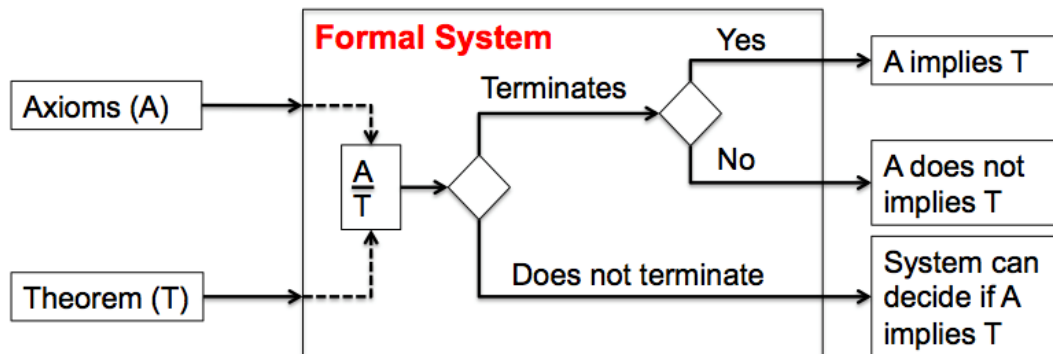 Formal System
Yes
A implies T
Terminates
Axioms (A)
A
T
No
A does not
implies T
Does not terminate
Theorem (T)
System can
decide if A
implies T